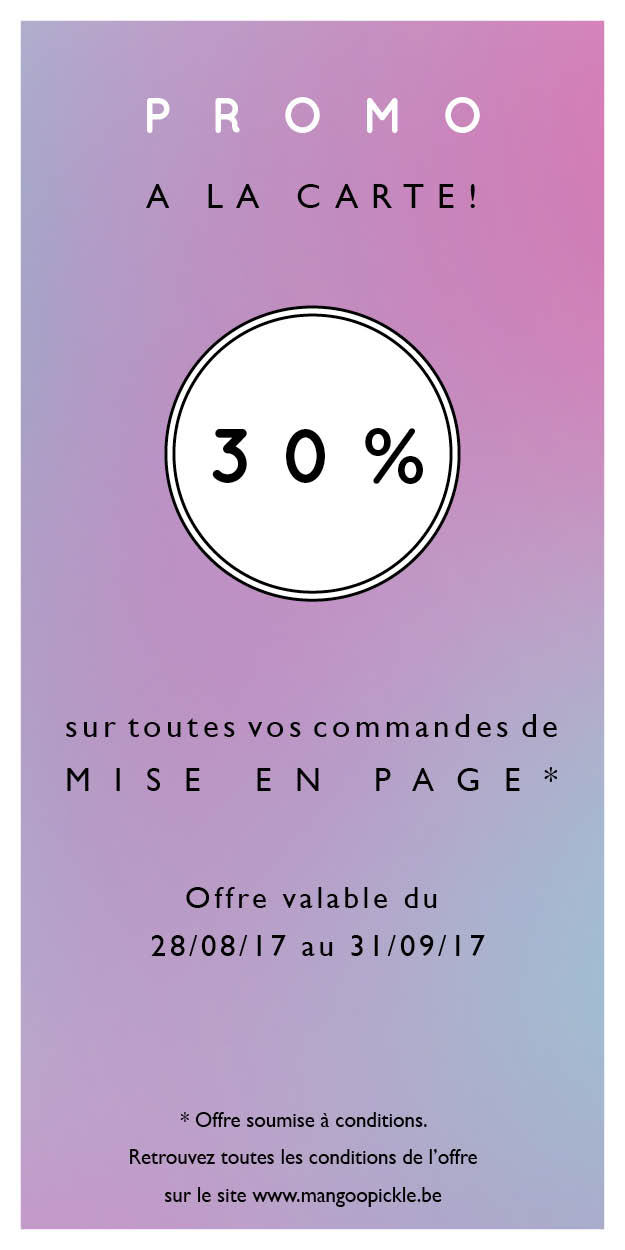 PROMO
A LA CARTE!
30%
sur toutes vos commandes de
MISE EN PAGE*
Offre valable du
28/08/17 au 31/09/17
* Offre soumise à conditions.
Retrouvez toutes les conditions de l’offre
sur le site www.mangoopickle.be